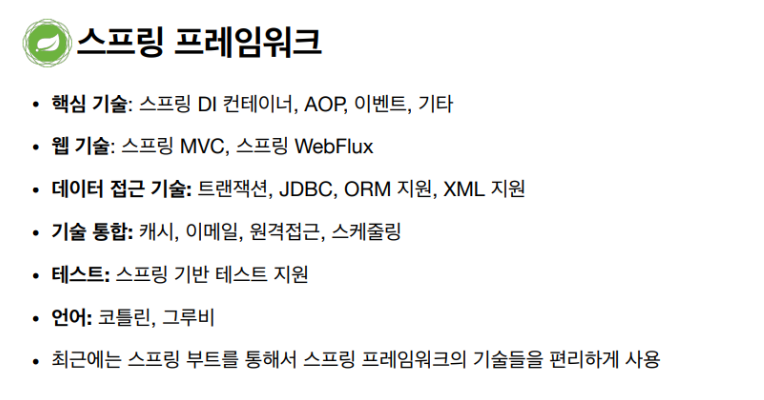 스프링 프레임워크
• 핵심 기술: 스프링 DI 컨테이너, AOP, 이벤트, 기타
• 웹 기술: 스프링 MVC, 스프링 WebFlux
• 데이터 접근 기술: 트랜잭션, JDBC, ORM 지원, XML 지원
• 기술 통합: 캐시, 이메일, 원격접근, 스케줄링
• 테스트: 스프링 기반 테스트 지원
• 언어: 코틀린, 그루비
• 최근에는 스프링 부트를 통해서 스프링 프레임워크의 기술들을 편리하게 사용